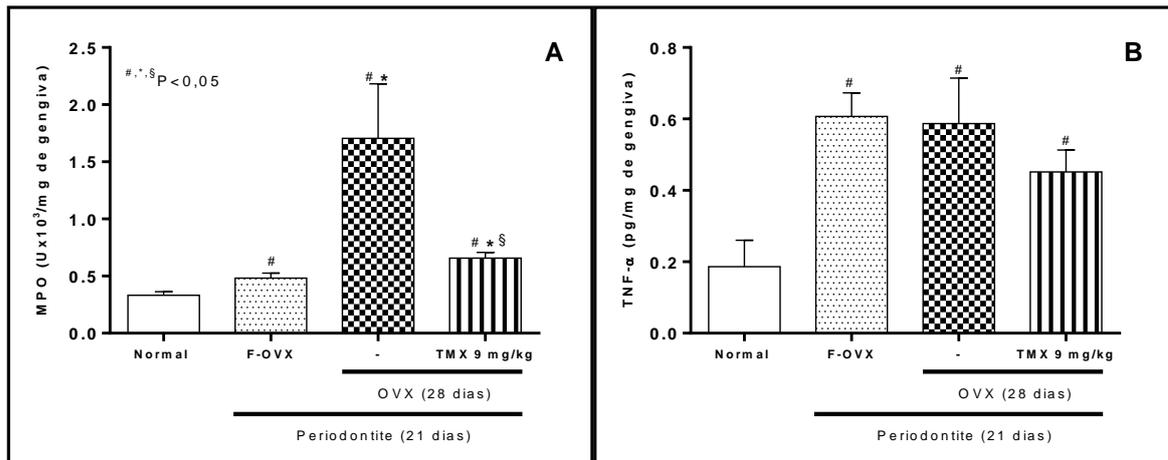 A
MPO (Ux10³/mg de gengiva)
2.5
2.0
1.5
1.0
0.5
0.0
#,*,§P<0,05
#
# *
# * §
Normal
F-OVX
-
TMX 9 mg/kg
OVX (28 dias)
Periodontite (21 dias)
B
TNF-α (pg/mg de gengiva)
0.8
0.6
0.4
0.2
0.0
#
#
#
Normal
F-OVX
-
TMX 9 mg/kg
OVX (28 dias)
Periodontite (21 dias)